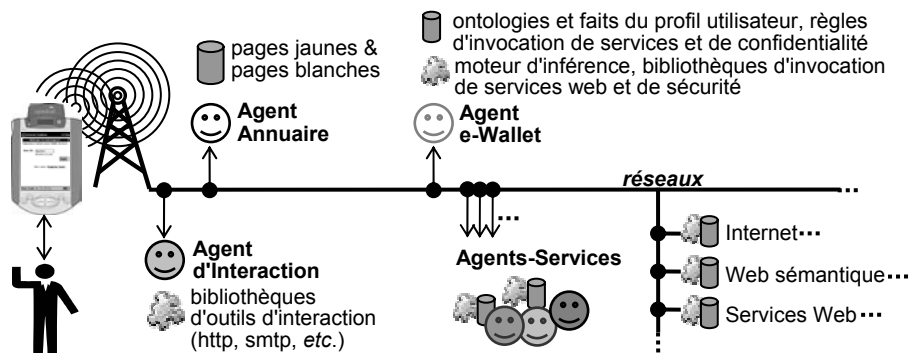 pages jaunes &
pages blanches
ontologies et faits du profil utilisateur, règles
d'invocation de services et de confidentialité
moteur d'inférence, bibliothèques d'invocation
de services web et de sécurité
Agent
Annuaire
Agent
e-Wallet
réseaux
...
Agent
d'Interaction
bibliothèques
d'outils d'interaction
(http, smtp, etc.)
...
Agents-Services
Internet...
Web sémantique...
Services Web...